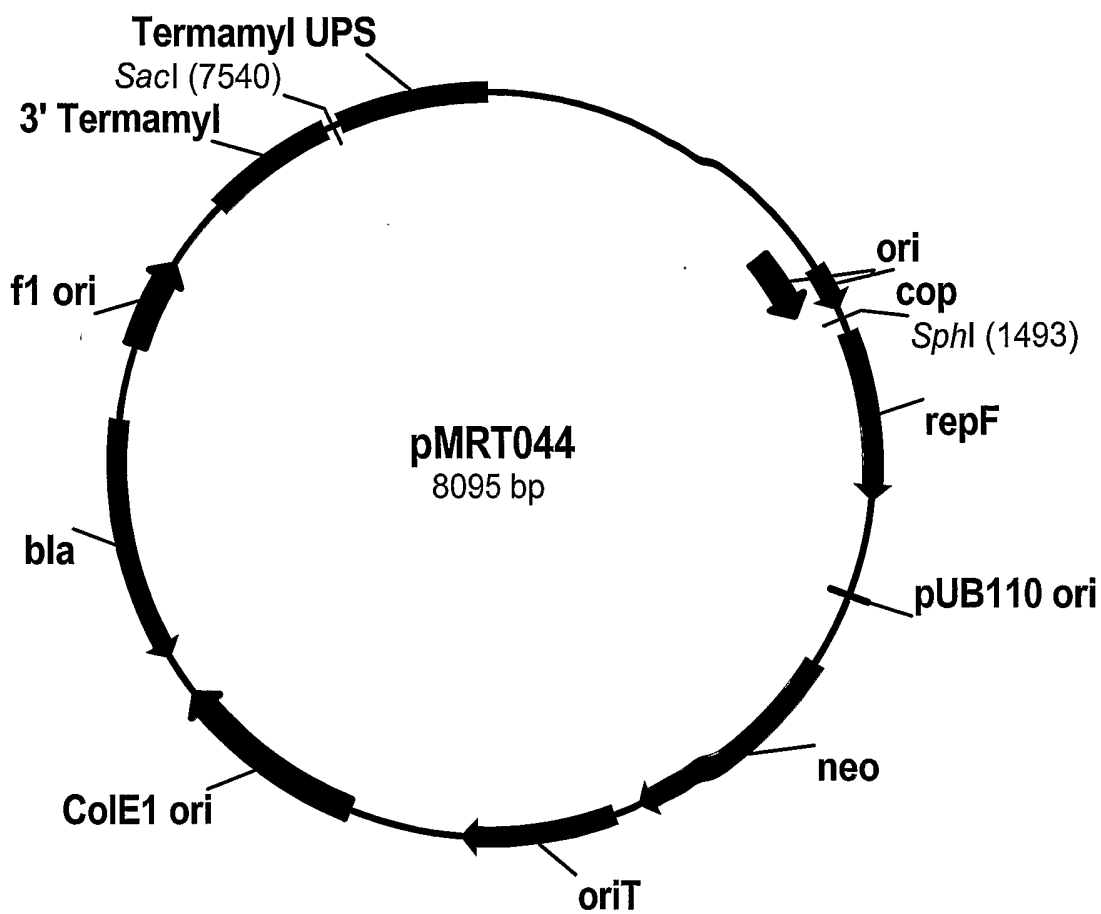 Termamyl UPS
SacI (7540)
3' Termamyl
ori
cop
SphI (1493)
f1 ori
repF
pMRT044
8095 bp
bla
pUB110 ori
neo
ColE1 ori
oriT